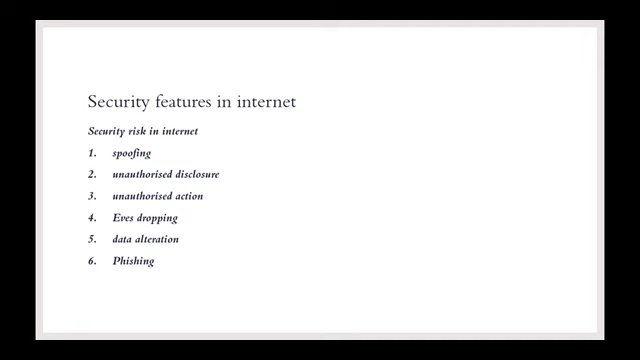 Security features in internet
Security risk in internet
1. spoofing
2. unauthorised disclosure
3. unauthorised action
4. Eves dropping
5. data alteration
6. Phishing